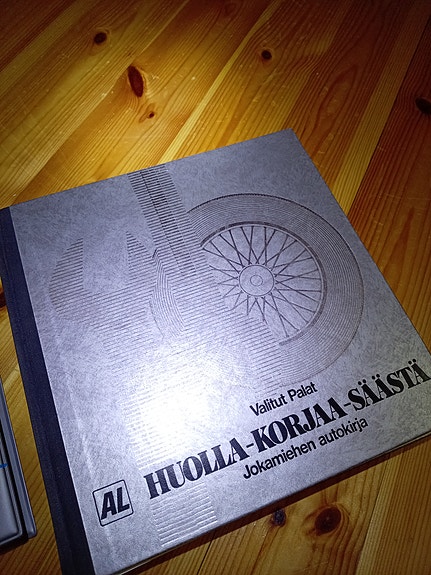 Valitut Palat
HUOLLA-KORJAA-SÄÄSTÄ
Jokamiehen autokirja
AL